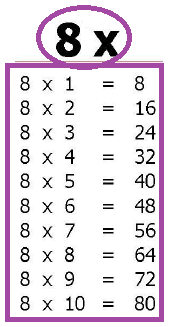 8 x
8 x 1 = 8
8 x 2 = 16
8 x 3 = 24
8 x 4 = 32
8 x 5 = 40
8 x 6 = 48
8 x 7 = 56
8 x 8 = 64
8 x 9 = 72
8 x 10 = 80